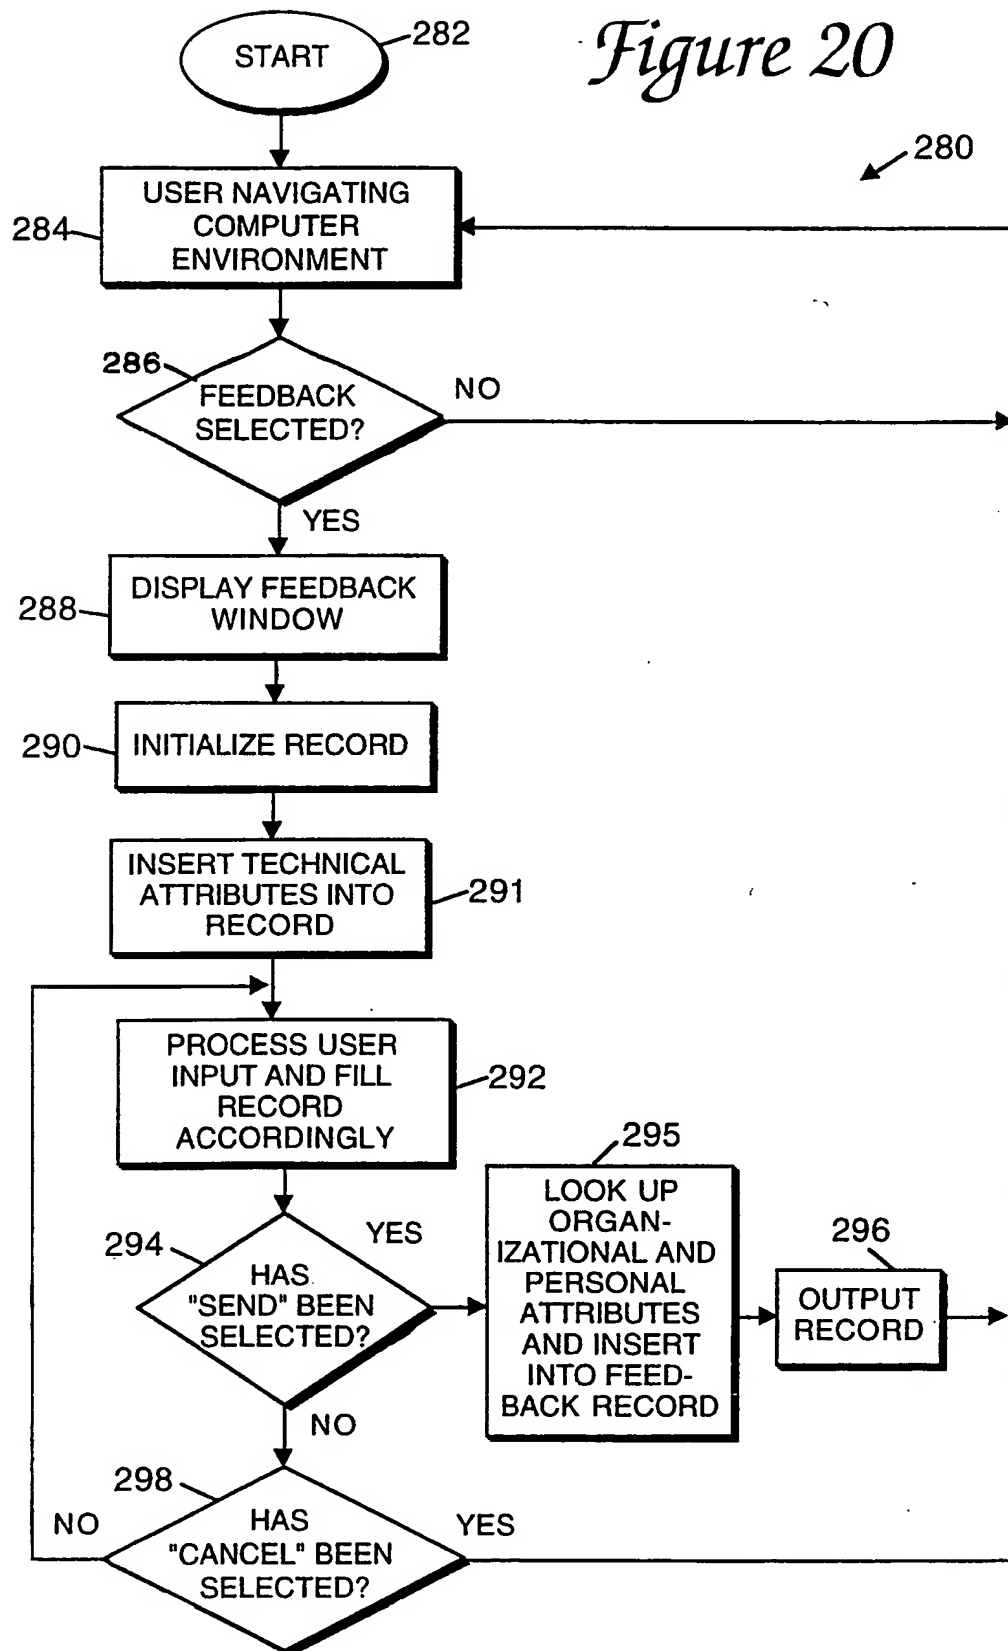 Figure 20
START
282
280
284
USER NAVIGATING
COMPUTER
ENVIRONMENT
286
FEEDBACK
SELECTED?
NO
YES
288
DISPLAY FEEDBACK
WINDOW
290
INITIALIZE RECORD
INSERT TECHNICAL
ATTRIBUTES INTO
RECORD
291
PROCESS USER
INPUT AND FILL
RECORD
ACCORDINGLY
292
294
HAS
"SEND" BEEN
SELECTED?
YES
295
LOOK UP
ORGAN-
IZATIONAL AND
PERSONAL
ATTRIBUTES
AND INSERT
INTO FEED-
BACK RECORD
296
OUTPUT
RECORD
NO
298
HAS
"CANCEL" BEEN
SELECTED?
NO
YES